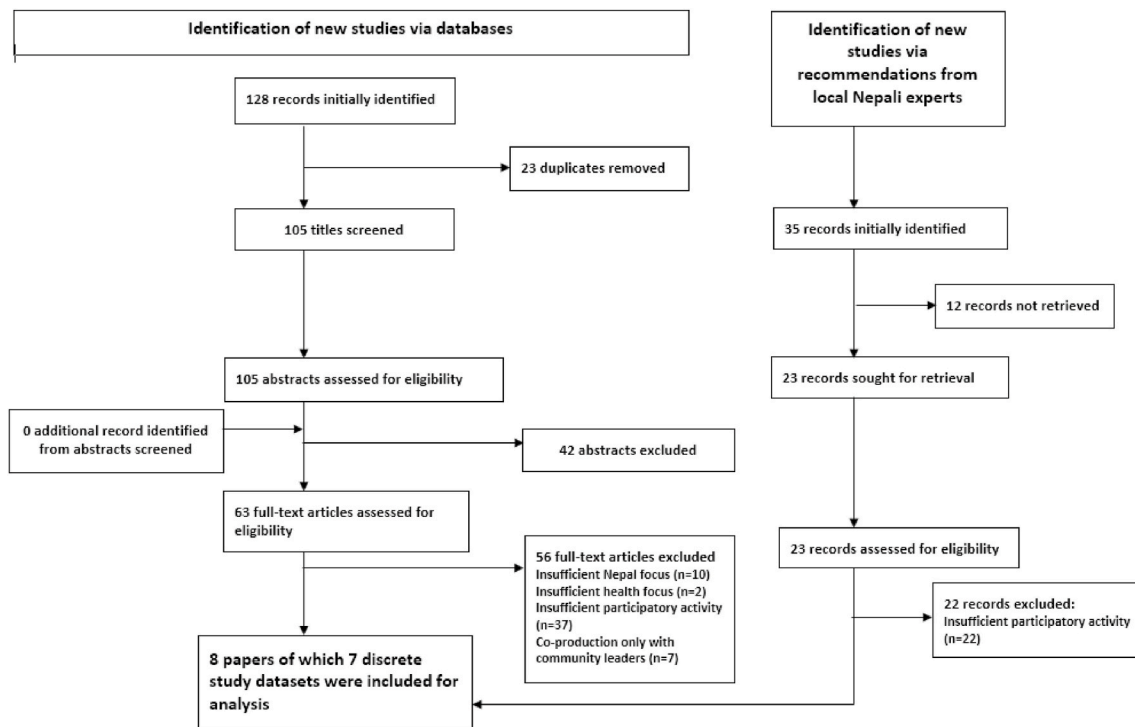 Identification of new studies via databases
128 records initially identified
23 duplicates removed
105 titles screened
105 abstracts assessed for eligibility
0 additional record identified
from abstracts screened
42 abstracts excluded
63 full-text articles assessed for
eligibility
56 full-text articles excluded
Insufficient Nepal focus (n=10)
Insufficient health focus (n=2)
Insufficient participatory activity
(n=37)
Co-production only with
community leaders (n=7)
8 papers of which 7 discrete
study datasets were included for
analysis
Identification of new
studies via
recommendations from
local Nepali experts
35 records initially identified
12 records not retrieved
23 records sought for retrieval
23 records assessed for eligibility
22 records excluded:
Insufficient participatory activity
(n=22)